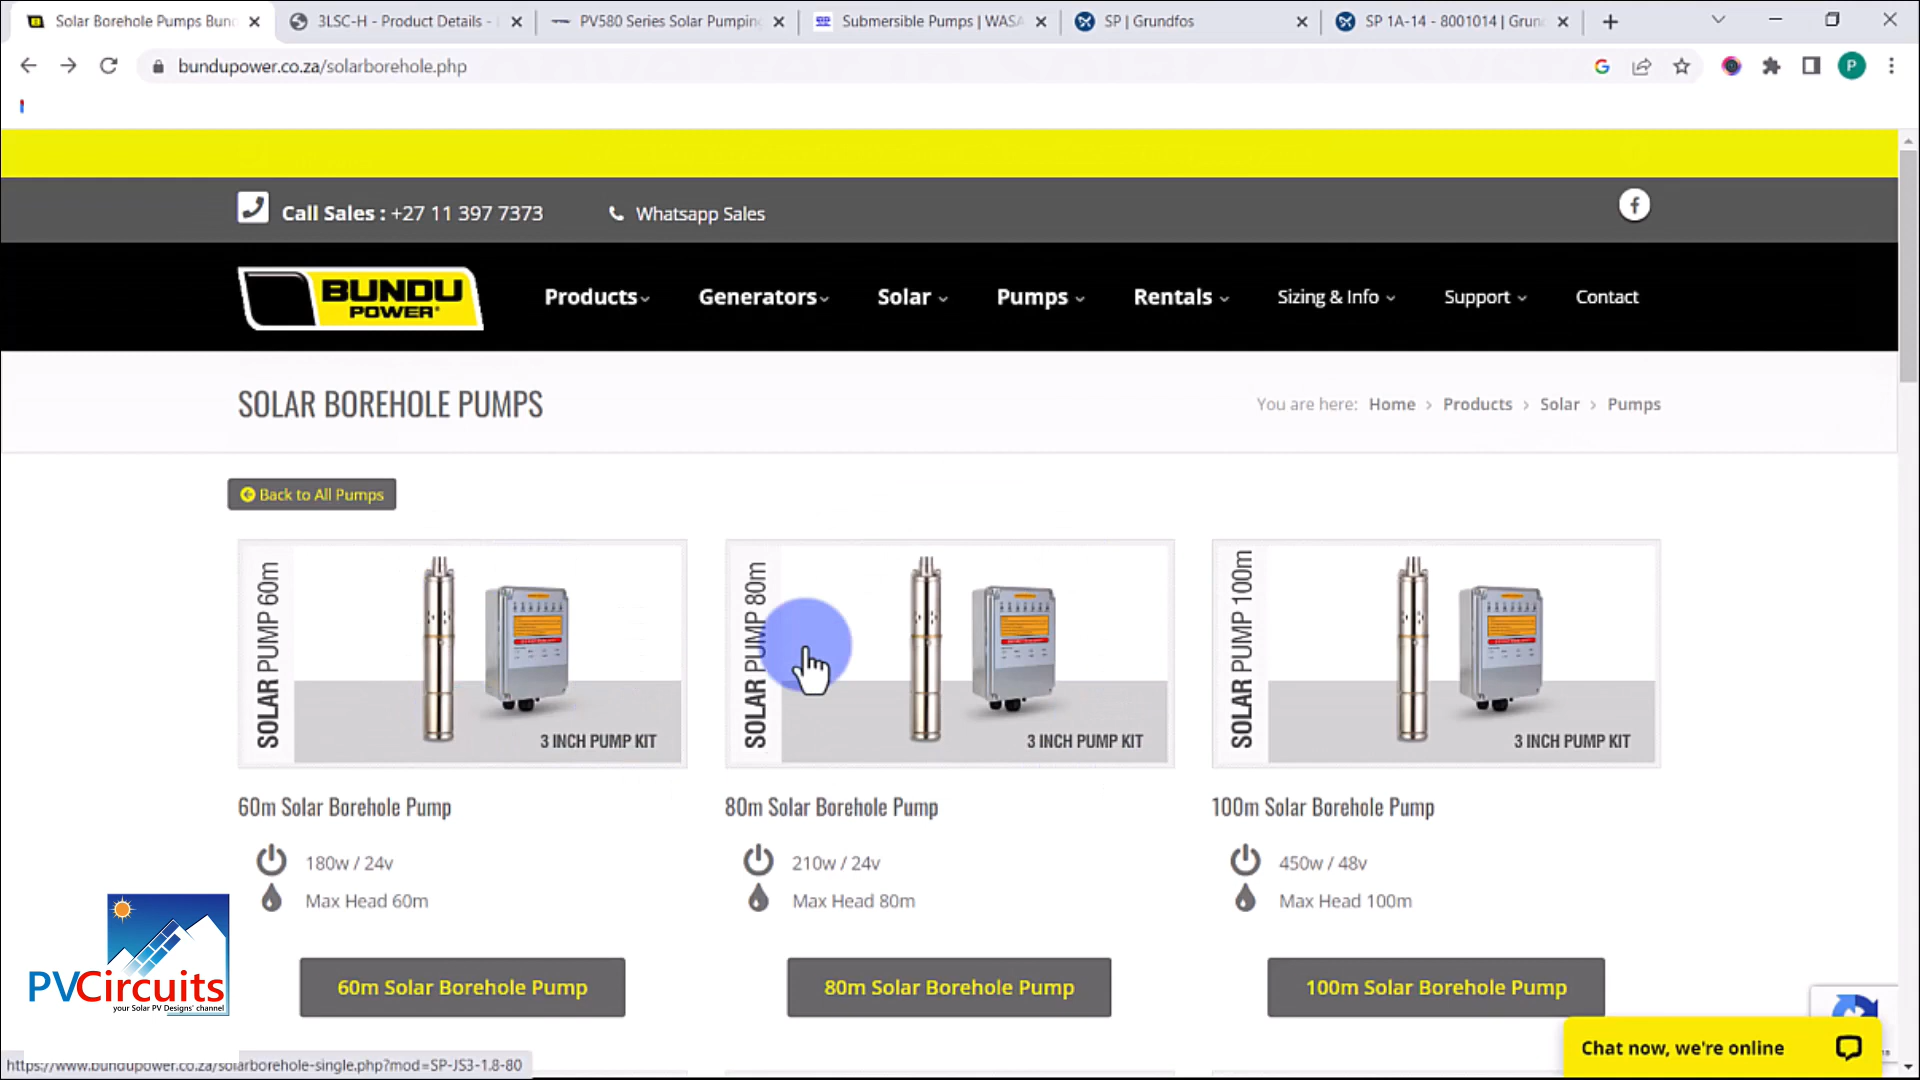 Solar Borehole Pumps Bun
3LSC-H - Product Details -
PV580 Series Solar Pumping
Submersible Pumps | WASA
SP | Grundfos
SP 1A-14 - 8001014 | Grun
bundupower.co.za/solarborehole.php
P
Call Sales : +27 11 397 7373
Whatsapp Sales
BUNDU
POWER
Products
Generators
Solar
Pumps
Rentals
Sizing & Info
Support
Contact
SOLAR BOREHOLE PUMPS
You are here: Home > Products > Solar > Pumps
Back to All Pumps
SOLAR PUMP 60m
3 INCH PUMP KIT
SOLAR PUMP 80m
3 INCH PUMP KIT
SOLAR PUMP 100m
3 INCH PUMP KIT
60m Solar Borehole Pump
80m Solar Borehole Pump
100m Solar Borehole Pump
180w / 24v
210w / 24v
450w / 48v
Max Head 60m
Max Head 80m
Max Head 100m
60m Solar Borehole Pump
80m Solar Borehole Pump
100m Solar Borehole Pump
PVCircuits
your Solar PV Designs' channel
Chat now, we're online
https://www.bundupower.co.za/solarborehole-single.php?mod=SP-JS3-1.8-80